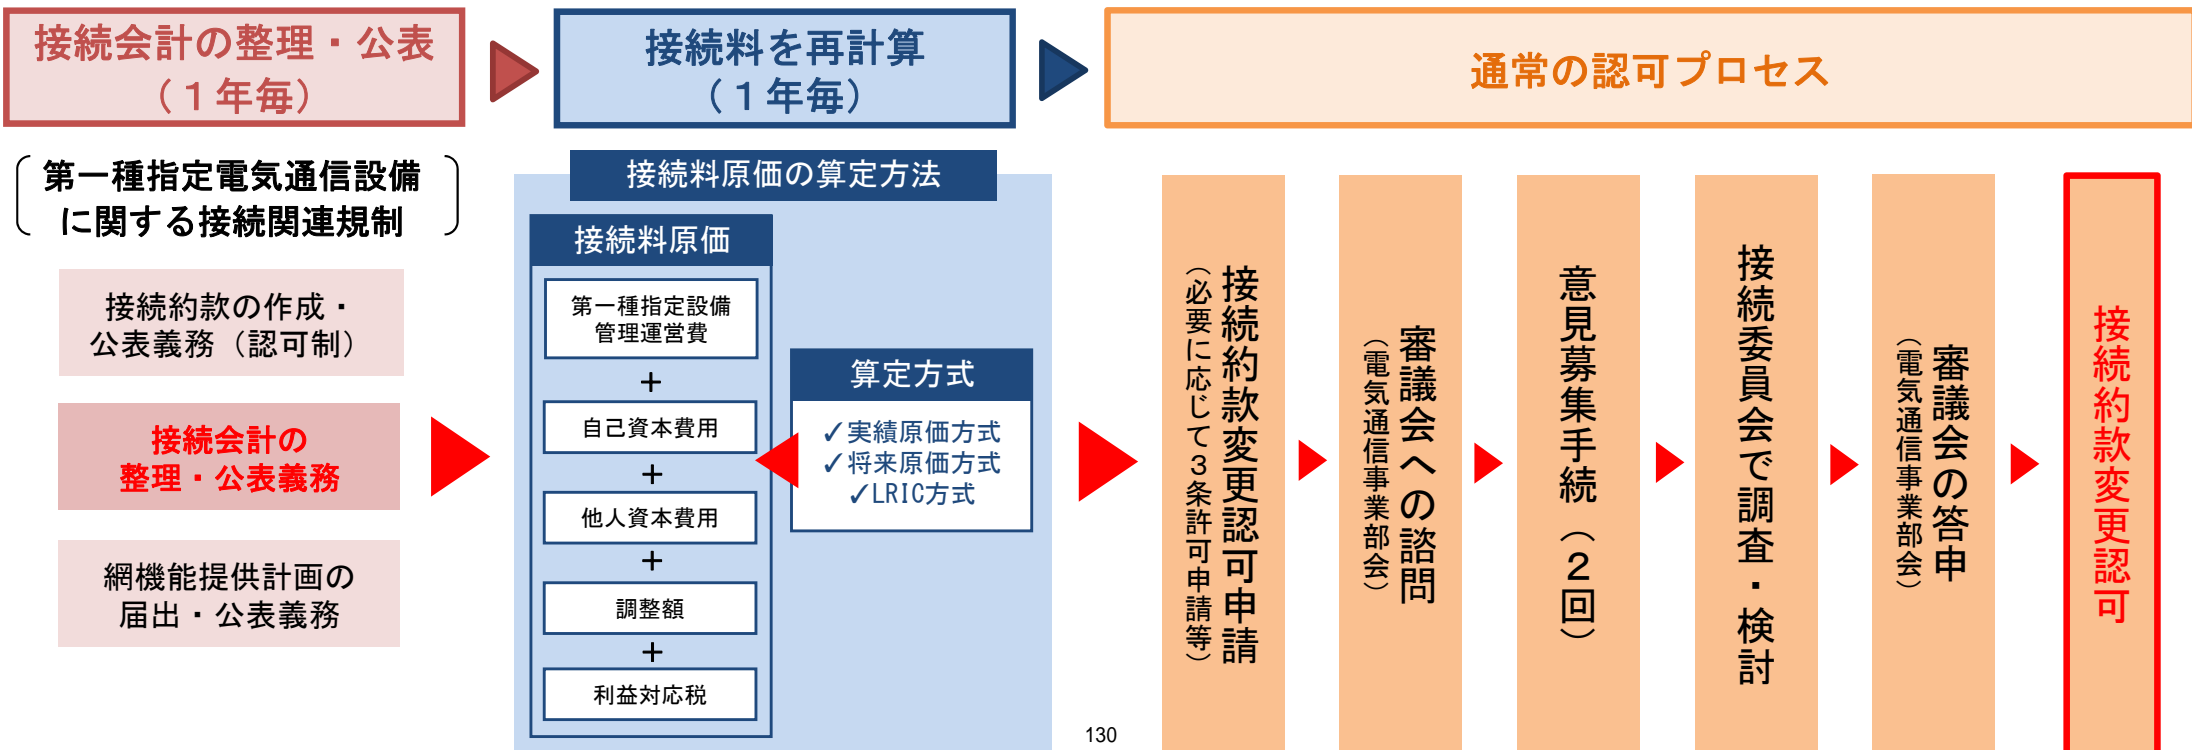 接続会計の整理・公表
（１年毎）
接続料を再計算
（１年毎）
通常の認可プロセス
第一種指定電気通信設備
に関する接続関連規制
接続約款の作成・
公表義務（認可制）
接続会計の
整理・公表義務
網機能提供計画の
届出・公表義務
接続料原価の算定方法
接続料原価
第一種指定設備
管理運営費
＋
自己資本費用
＋
他人資本費用
＋
調整額
＋
利益対応税
算定方式
✓実績原価方式
✓将来原価方式
✓LRIC方式
接続約款変更認可申請
（必要に応じて３条許可申請等）
審議会への諮問
（電気通信事業部会）
意見募集手続（２回）
接続委員会で調査・検討
審議会の答申
（電気通信事業部会）
接続約款変更認可
130